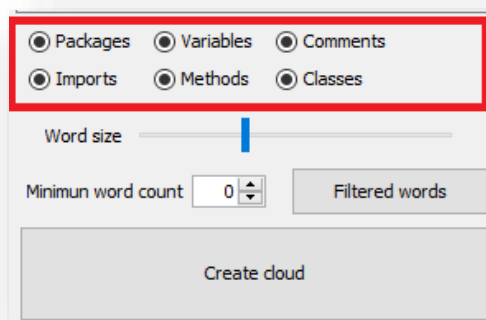 Packages Variables Comments
Imports Methods Classes
Word size
Minimun word count 0 Filtered words
Create cloud